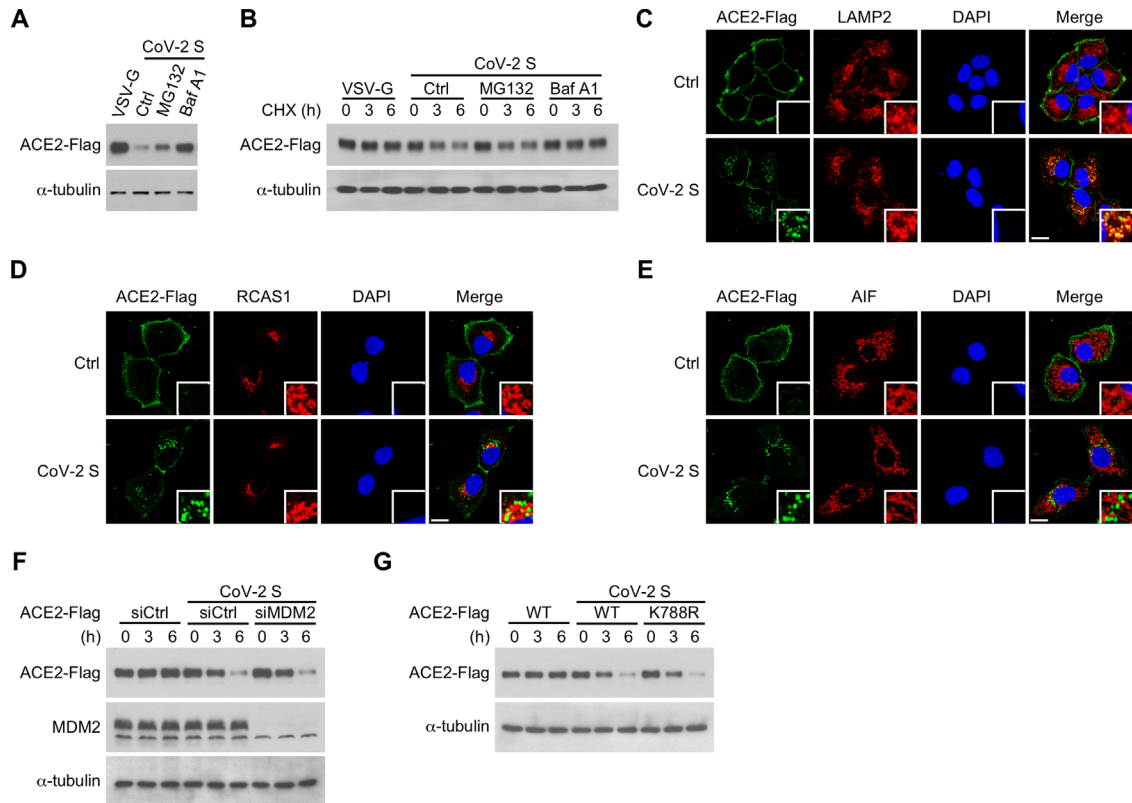 A
CoV-2 S
VSV-G Ctrl MG132 Baf A1
ACE2-Flag
α-tubulin
B
CoV-2 S
VSV-G Ctrl MG132 Baf A1
CHX (h) 0 3 6 0 3 6 0 3 6 0 3 6
ACE2-Flag
α-tubulin
C
ACE2-Flag LAMP2 DAPI Merge
Ctrl
CoV-2 S
D
ACE2-Flag RCAS1 DAPI Merge
Ctrl
CoV-2 S
E
ACE2-Flag AIF DAPI Merge
Ctrl
CoV-2 S
F
CoV-2 S
ACE2-Flag siCtrl siCtrl siMDM2
(h) 0 3 6 0 3 6 0 3 6
ACE2-Flag
MDM2
α-tubulin
G
CoV-2 S
ACE2-Flag WT WT K788R
(h) 0 3 6 0 3 6 0 3 6
ACE2-Flag
α-tubulin